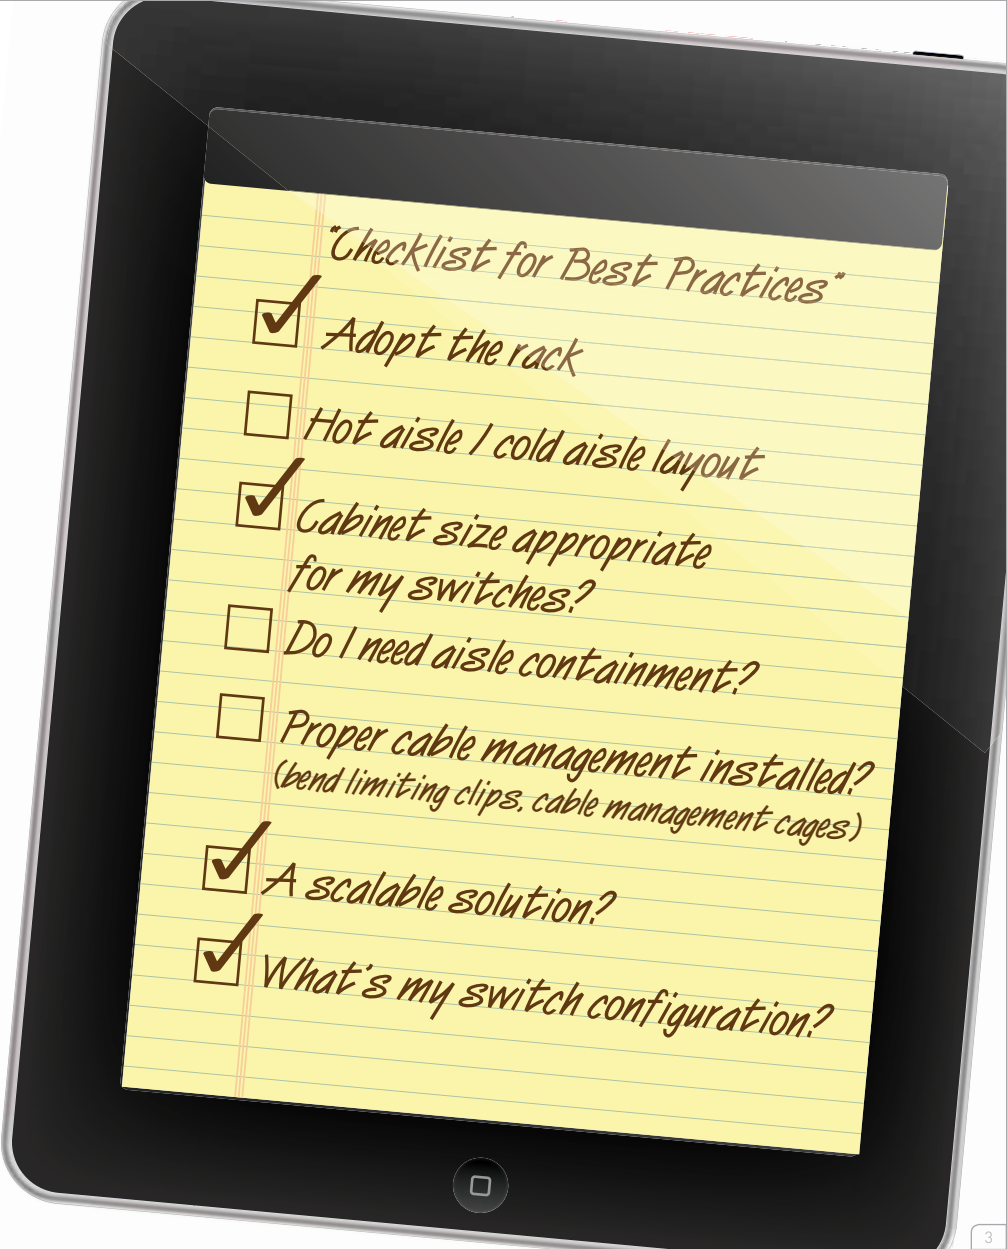 "Checklist for Best Practices"
Adopt the rack
Hot aisle / cold aisle layout
Cabinet size appropriate
for my switches?
Do I need aisle containment?
Proper cable management installed?
(bend limiting clips, cable management cages)
A scalable solution?
What's my switch configuration?
3